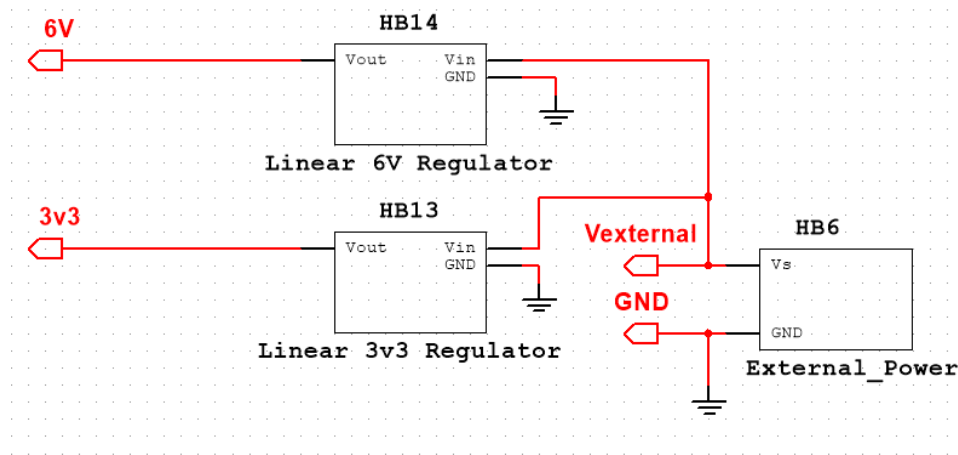 6V
HB14
Vout
Vin
GND
Linear 6V Regulator
3v3
HB13
Vout
Vin
GND
Linear 3v3 Regulator
Vexternal
GND
HB6
Vs
GND
External_Power